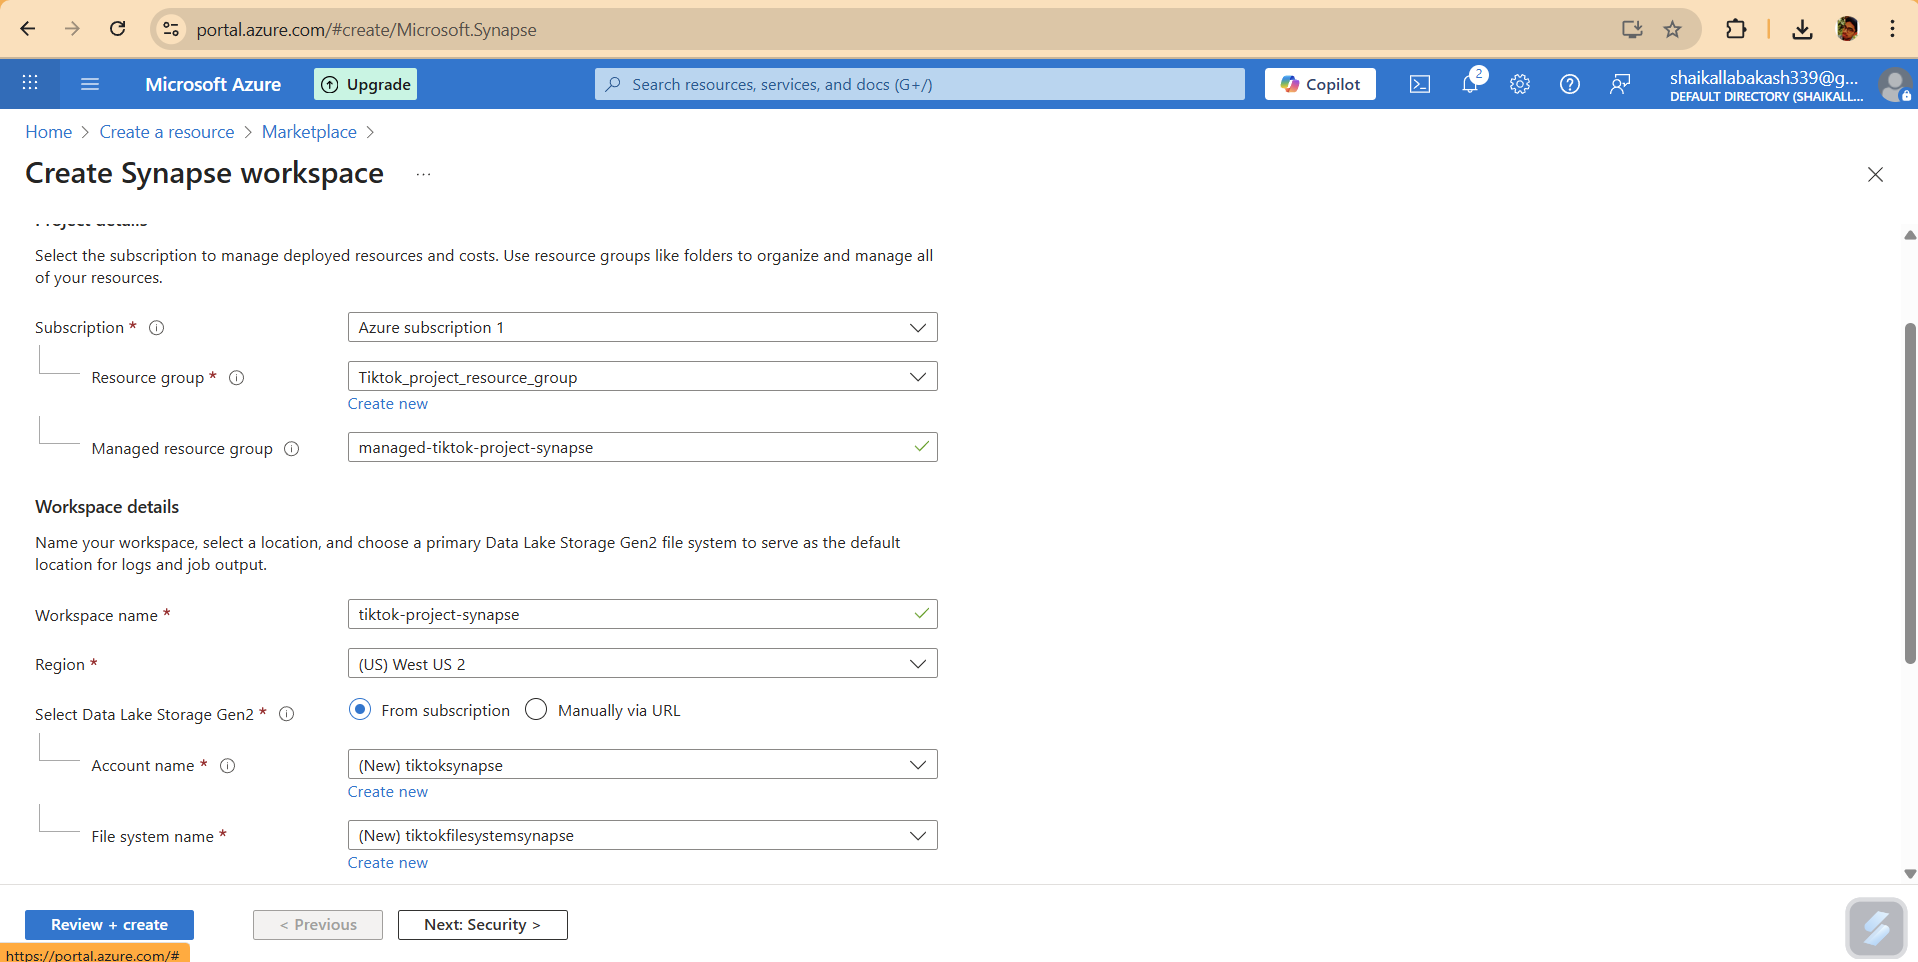 portal.azure.com/#create/Microsoft.Synapse
Microsoft Azure
Upgrade
Search resources, services, and docs (G+/)
Copilot
2
shaikallabakash339@g...
DEFAULT DIRECTORY (SHAIKALL...
Home > Create a resource > Marketplace >
Create Synapse workspace ...
Project details
Select the subscription to manage deployed resources and costs. Use resource groups like folders to organize and manage all
of your resources.
Subscription *
Azure subscription 1
Resource group *
Tiktok_project_resource_group
Create new
Managed resource group
managed-tiktok-project-synapse
Workspace details
Name your workspace, select a location, and choose a primary Data Lake Storage Gen2 file system to serve as the default
location for logs and job output.
Workspace name *
tiktok-project-synapse
Region *
(US) West US 2
Select Data Lake Storage Gen2 *
From subscription
Manually via URL
Account name *
(New) tiktoksynapse
Create new
File system name *
(New) tiktokfilesystemsynapse
Create new
Review + create
< Previous
Next: Security >
https://portal.azure.com/#